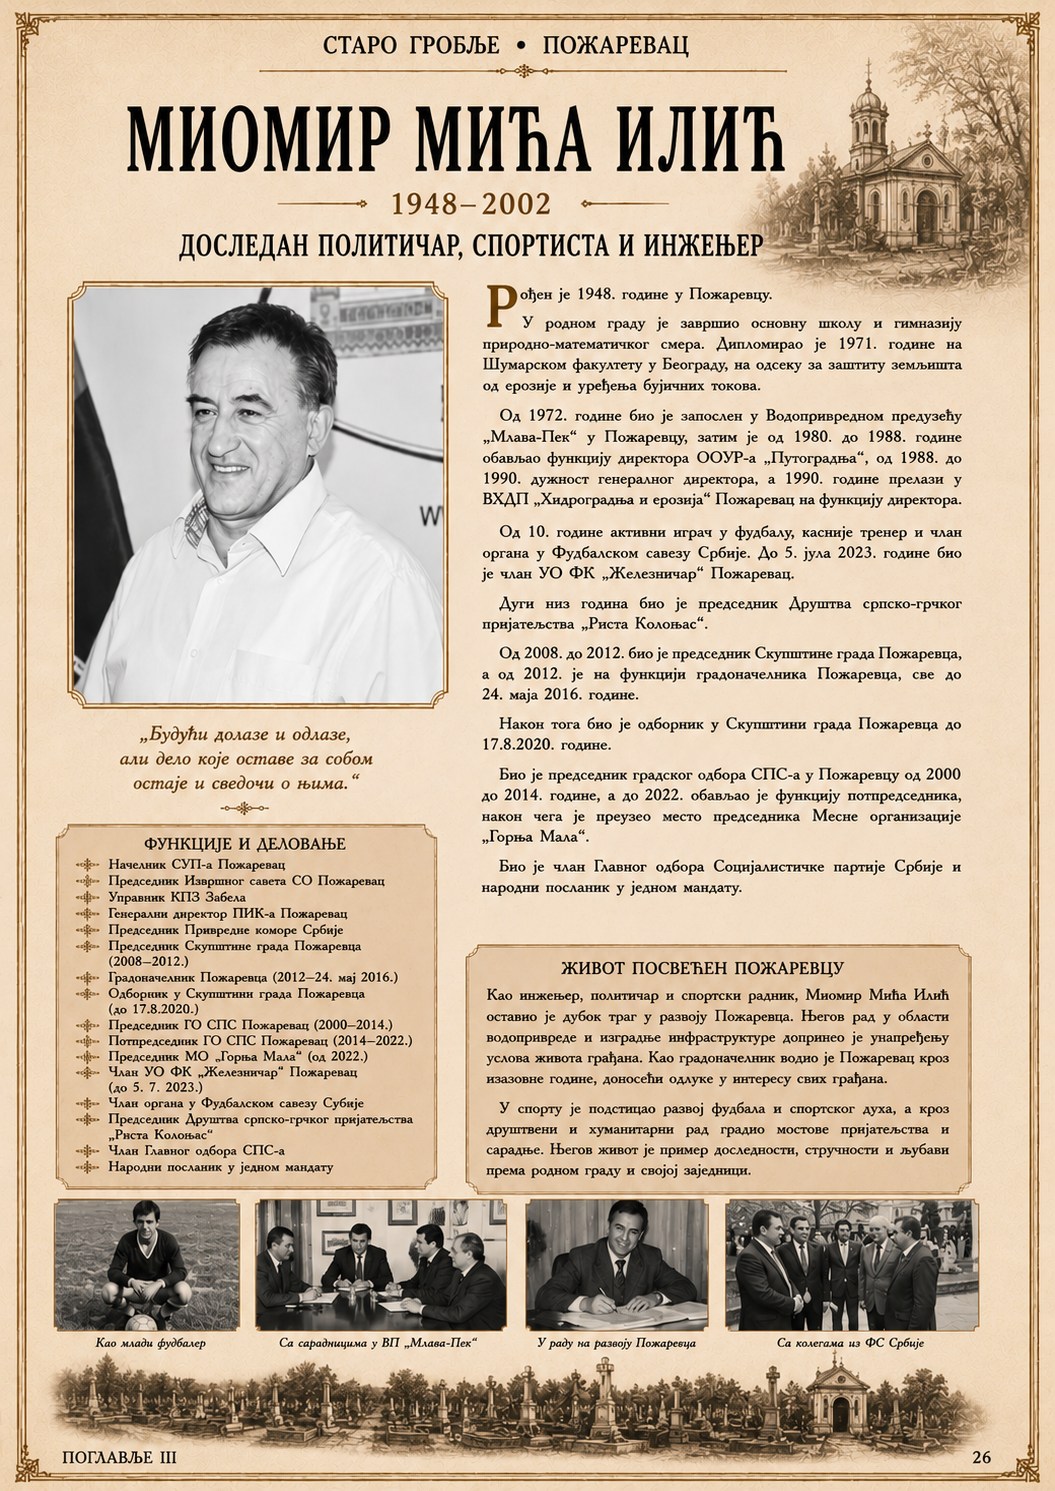 СТАРО ГРОБЉЕ • ПОЖАРЕВАЦ
МИОМИР МИЋА ИЛИЋ
1948–2002
ДОСЛЕДАН ПОЛИТИЧАР, СПОРТИСТА И ИНЖЕЊЕР
Рођен је 1948. године у Пожаревцу.
У родном граду је завршио основну школу и гимназију
природно-математичког смера. Дипломирао је 1971. године на
Шумарском факултету у Београду, на одсеку за заштиту земљишта
од ерозије и уређења бујичних токова.
Од 1972. године био је запослен у Водопривредном предузећу
„Млава-Пек“ у Пожаревцу, затим је од 1980. до 1988. године
обављао функцију директора ООУР-а „Путоградња“, од 1988. до
1990. дужност генералног директора, а 1990. године прелази у
ВХДП „Хидроградња и ерозија“ Пожаревац на функцију директора.
Од 10. године активни играч у фудбалу, касније тренер и члан
органа у Фудбалском савезу Србије. До 5. јула 2023. године био
је члан УО ФК „Железничар“ Пожаревац.
Дуги низ година био је председник Друштва српско-грчког
пријатељства „Риста Колоњас“.
Од 2008. до 2012. био је председник Скупштине града Пожаревца,
а од 2012. је на функцији градоначелника Пожаревца, све до
24. маја 2016. године.
Након тога био је одборник у Скупштини града Пожаревца до
17.8.2020. године.
Био је председник градског одбора СПС-а у Пожаревцу од 2000
до 2014. године, а до 2022. обављао је функцију потпредседника,
након чега је преузео место председника Месне организације
„Горња Мала“.
Био је члан Главног одбора Социјалистичке партије Србије и
народни посланик у једном мандату.
W
„Будући долазе и одлазе,
али дело које оставе за собом
остаје и сведочи о њима.“
ФУНКЦИЈЕ И ДЕЛОВАЊЕ
Начелник СУП-а Пожаревац
Председник Извршног савета СО Пожаревац
Управник КПЗ Забела
Генерални директор ПИК-а Пожаревац
Председник Привредне коморе Србије
Председник Скупштине града Пожаревца
(2008–2012.)
Градоначелник Пожаревца (2012–24. мај 2016.)
Одборник у Скупштини града Пожаревца
(до 17.8.2020.)
Председник ГО СПС Пожаревац (2000–2014.)
Потпредседник ГО СПС Пожаревац (2014–2022.)
Председник МО „Горња Мала“ (од 2022.)
Члан УО ФК „Железничар“ Пожаревац
(до 5. 7. 2023.)
Члан органа у Фудбалском савезу Субије
Председник Друштва српско-грчког пријатељства
„Риста Колоњас“
Члан Главног одбора СПС-а
Народни посланик у једном мандату
ЖИВОТ ПОСВЕЋЕН ПОЖАРЕВЦУ
Као инжењер, политичар и спортски радник, Миомир Мића Илић
оставио је дубок траг у развоју Пожаревца. Његов рад у области
водопривреде и изградње инфраструктуре допринео је унапређењу
услова живота грађана. Као градоначелник водио је Пожаревац кроз
изазовне године, доносећи одлуке у интересу свих грађана.
У спорту је подстицао развој фудбала и спортског духа, а кроз
друштвени и хуманитарни рад градио мостове пријатељства и
сарадње. Његов живот је пример доследности, стручности и љубави
према родном граду и својој заједници.
Као млади фудбалер
Са сарадницима у ВП „Млава-Пек“
У раду на развоју Пожаревца
Са колегама из ФС Србије
ПОГЛАВЉЕ III
26